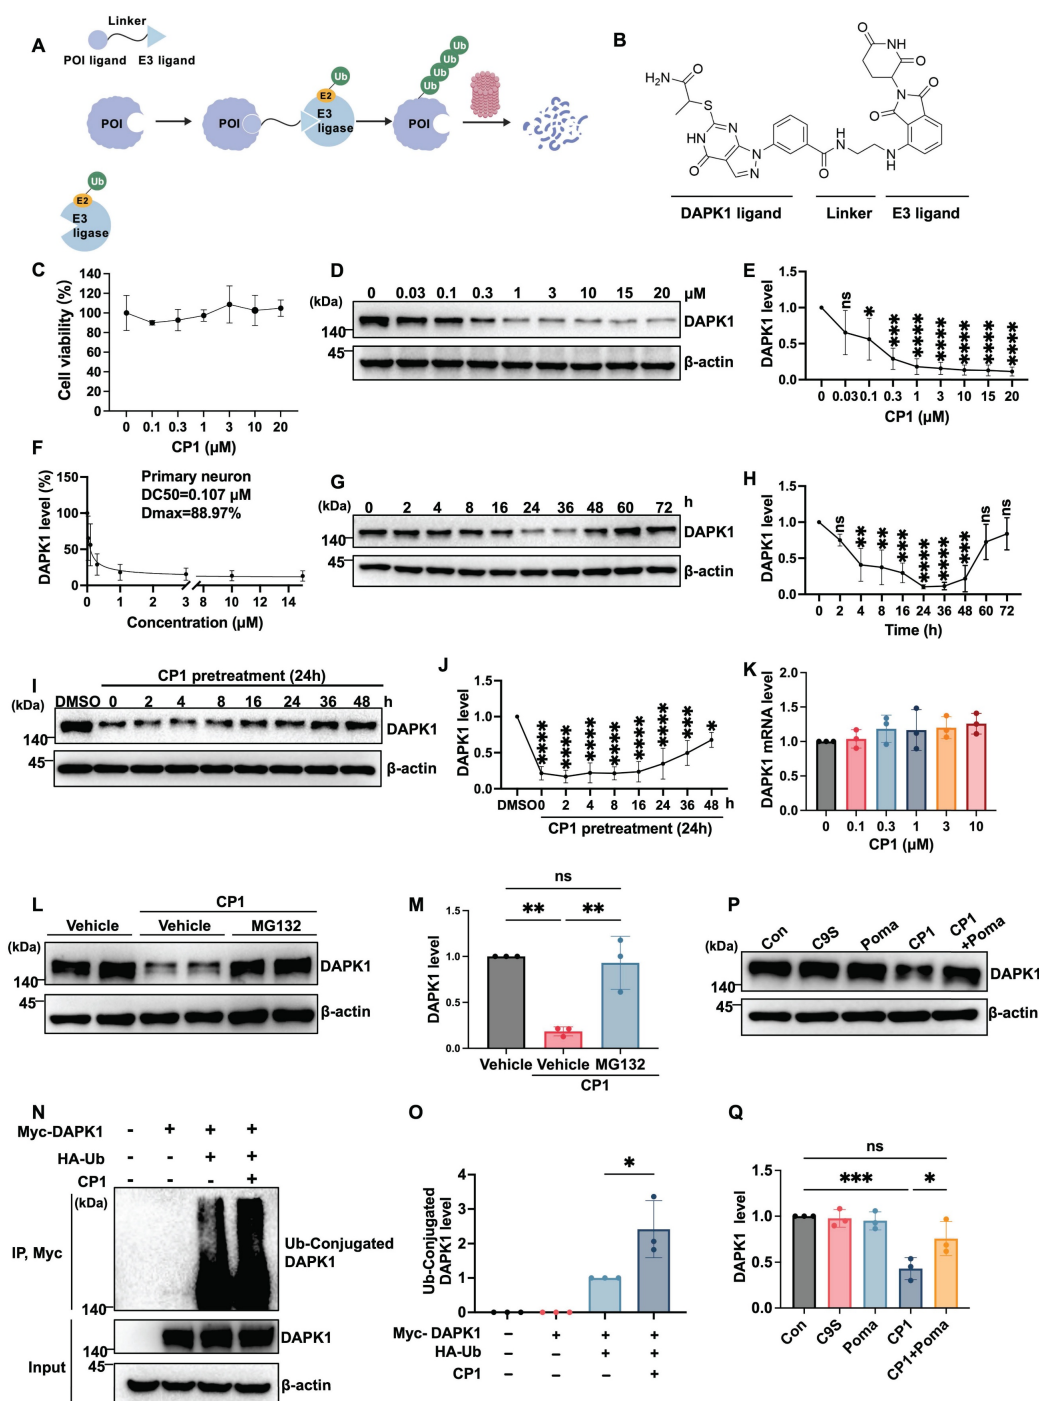 A
Linker
POI ligand E3 ligand
POI
POI
Ub
E2
E3
ligase
Ub
Ub
Ub
Ub
POI
Ub
E2
E3
ligase
B
H₂N
O
S
N
NH
N
O
N
N
O
H
N
N
H
O
NH
O
N
O
O
DAPK1 ligand Linker E3 ligand
C
Cell viability (%)
140
120
100
80
60
40
20
0
0 0.1 0.3 1 3 10 20
CP1 (μM)
D
(kDa) 0 0.03 0.1 0.3 1 3 10 15 20 μM
140 DAPK1
45 β-actin
E
DAPK1 level
1.5
1.0
0.5
0.0
ns * *** **** **** **** **** ****
0 0.03 0.1 0.3 1 3 10 15 20
CP1 (μM)
F
DAPK1 level (%)
150
100
50
0
Primary neuron
DC50=0.107 μM
Dmax=88.97%
0 1 2 3 8 10 12 14
Concentration (μM)
G
(kDa) 0 2 4 8 16 24 36 48 60 72 h
140 DAPK1
45 β-actin
H
DAPK1 level
1.5
1.0
0.5
0.0
ns ** ** *** **** **** *** ns ns
0 2 4 8 16 24 36 48 60 72
Time (h)
I
CP1 pretreatment (24h)
(kDa) DMSO 0 2 4 8 16 24 36 48 h
140 DAPK1
45 β-actin
J
DAPK1 level
1.5
1.0
0.5
0.0
**** **** **** **** **** **** *** *
DMSO 0 2 4 8 16 24 36 48 h
CP1 pretreatment (24h)
K
DAPK1 mRNA level
2.0
1.5
1.0
0.5
0.0
0 0.1 0.3 1 3 10
CP1 (μM)
L
CP1
Vehicle Vehicle MG132
(kDa)
140 DAPK1
45 β-actin
M
ns
** **
DAPK1 level
1.5
1.0
0.5
0.0
Vehicle Vehicle MG132
CP1
P
(kDa) Con C9S Poma CP1 CP1
+Poma
140 DAPK1
45 β-actin
N
Myc-DAPK1 - + + +
HA-Ub - - + +
CP1 - - - +
(kDa)
IP, Myc
Ub-Conjugated
DAPK1
140
Input
140 DAPK1
45 β-actin
O
Ub-Conjugated
DAPK1 level
4
3
2
1
0
*
Myc- DAPK1 – + + +
HA-Ub – – + +
CP1 – – – +
Q
ns
*** *
DAPK1 level
1.5
1.0
0.5
0.0
Con C9S Poma CP1 CP1+Poma